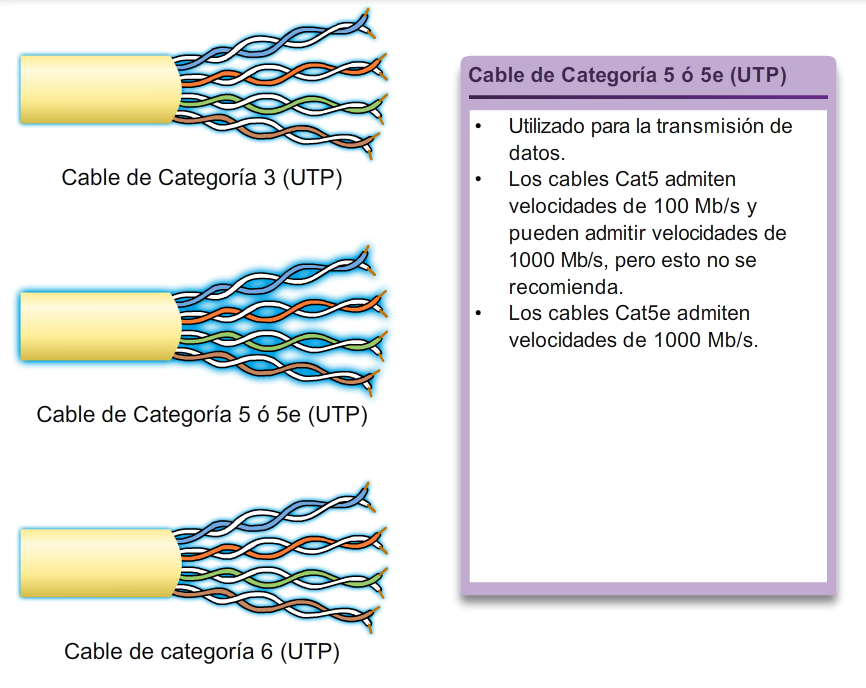 Cable de Categoría 3 (UTP)
Cable de Categoría 5 ó 5e (UTP)
Cable de categoría 6 (UTP)
Cable de Categoría 5 ó 5e (UTP)
• Utilizado para la transmisión de
datos.
• Los cables Cat5 admiten
velocidades de 100 Mb/s y
pueden admitir velocidades de
1000 Mb/s, pero esto no se
recomienda.
• Los cables Cat5e admiten
velocidades de 1000 Mb/s.